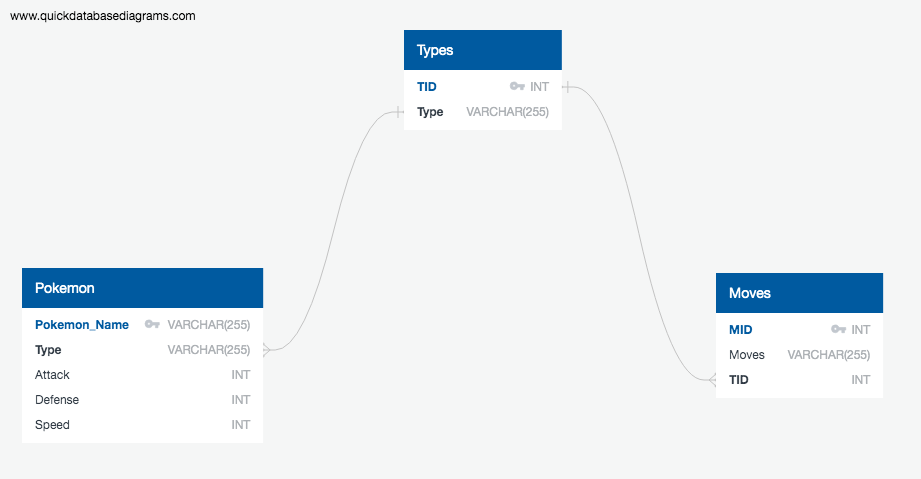 www.quickdatabasediagrams.com
Types
TID INT
Type VARCHAR(255)
Pokemon
Pokemon_Name VARCHAR(255)
Type VARCHAR(255)
Attack INT
Defense INT
Speed INT
Moves
MID INT
Moves VARCHAR(255)
TID INT